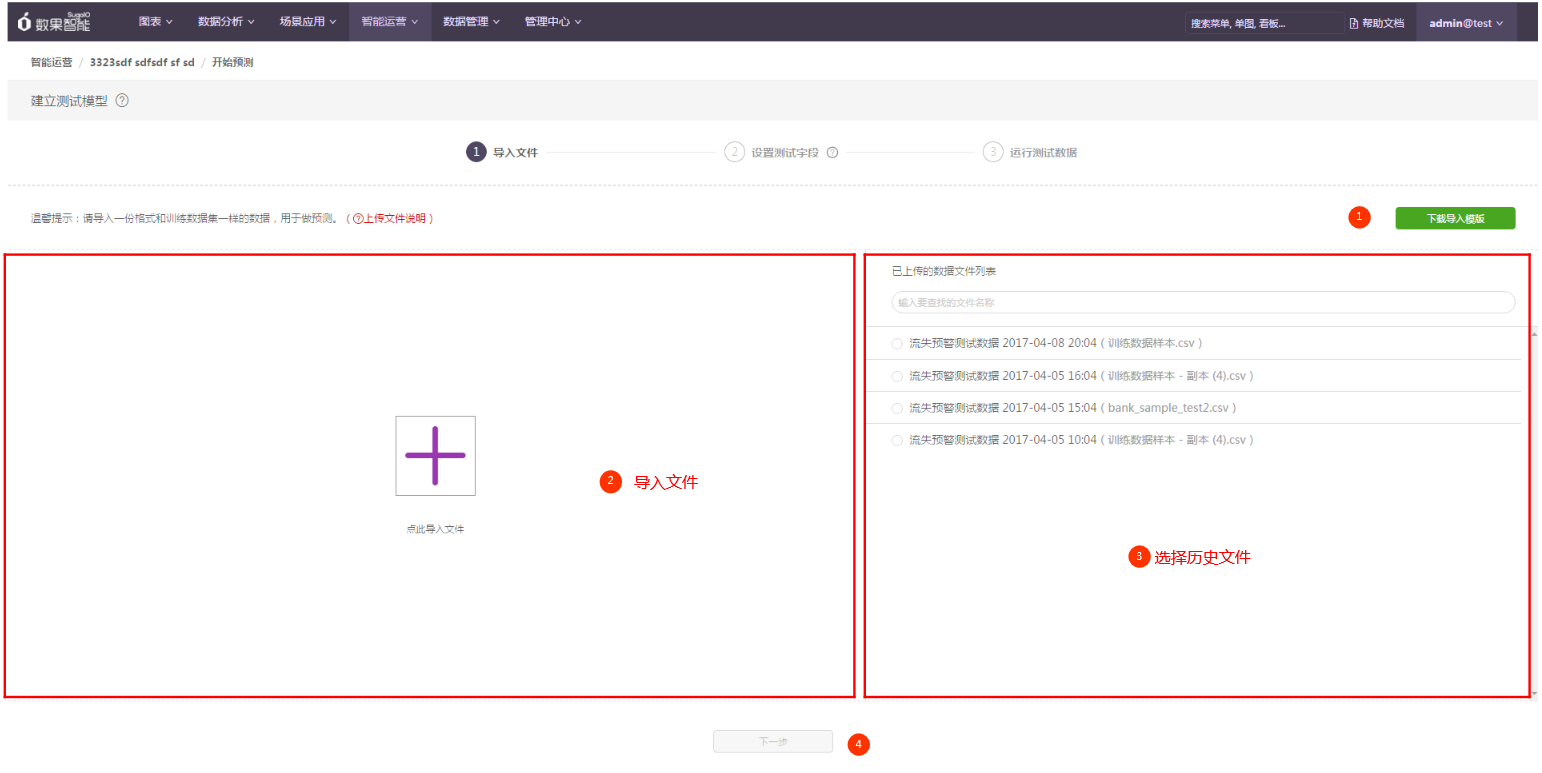 SugoIO
数果智能 图表 数据分析 场景应用 智能运营 数据管理 管理中心 搜索菜单, 单图, 看板... 帮助文档 admin@test
智能运营 / 3323sdf sdfsdf sf sd / 开始预测
建立测试模型 ?
1 导入文件 2 设置测试字段 ? 3 运行测试数据
温馨提示：请导入一份格式和训练数据集一样的数据，用于做预测。 ( ?上传文件说明 ) 1 下载导入模版
已上传的数据文件列表
输入要查找的文件名称
流失预警测试数据 2017-04-08 20:04 ( 训练数据样本.csv )
流失预警测试数据 2017-04-05 16:04 ( 训练数据样本 - 副本 (4).csv )
流失预警测试数据 2017-04-05 15:04 ( bank_sample_test2.csv )
流失预警测试数据 2017-04-05 10:04 ( 训练数据样本 - 副本 (4).csv )
2 导入文件
点此导入文件
3 选择历史文件
下一步 4